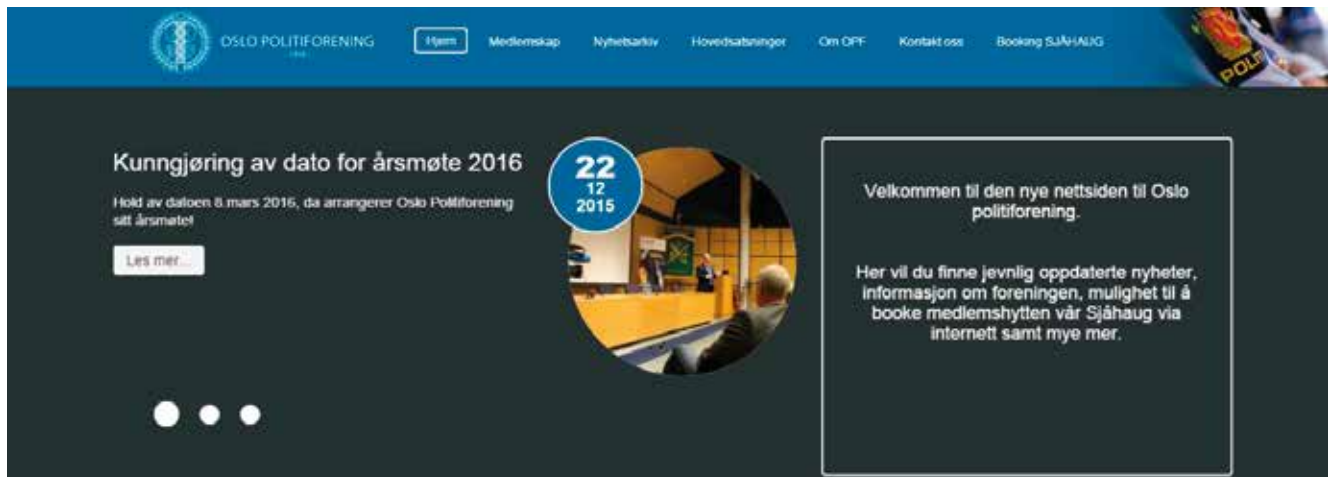 OSLO POLITIFORENING
Hjem
Medlemskap
Nyhetsarkiv
Hovedsatsninger
Om OPF
Kontakt oss
Booking SJÅHAUG
POLITI
Kunngjøring av dato for årsmøte 2016
Hold av datoen 8.mars 2016, da arrangerer Oslo Politiforening
sitt årsmøte!
Les mer...
22
12
2015
Velkommen til den nye nettsiden til Oslo
politiforening.
Her vil du finne jevnlig oppdaterte nyheter,
informasjon om foreningen, mulighet til å
booke medlemshytten vår Sjåhaug via
internett samt mye mer.